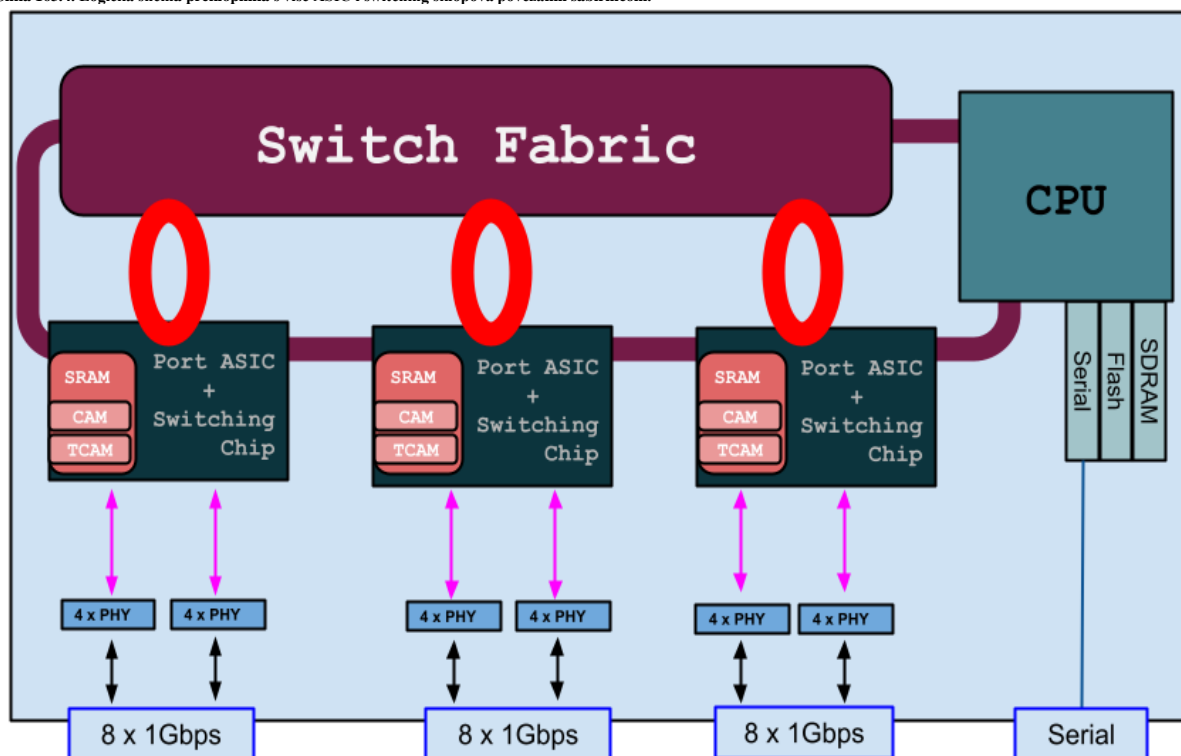 Switch Fabric
CPU
SRAM
CAM
TCAM
Port ASIC
+
Switching
Chip
SRAM
CAM
TCAM
Port ASIC
+
Switching
Chip
SRAM
CAM
TCAM
Port ASIC
+
Switching
Chip
Serial
Flash
SDRAM
4 x PHY
4 x PHY
4 x PHY
4 x PHY
4 x PHY
4 x PHY
8 x 1Gbps
8 x 1Gbps
8 x 1Gbps
Serial